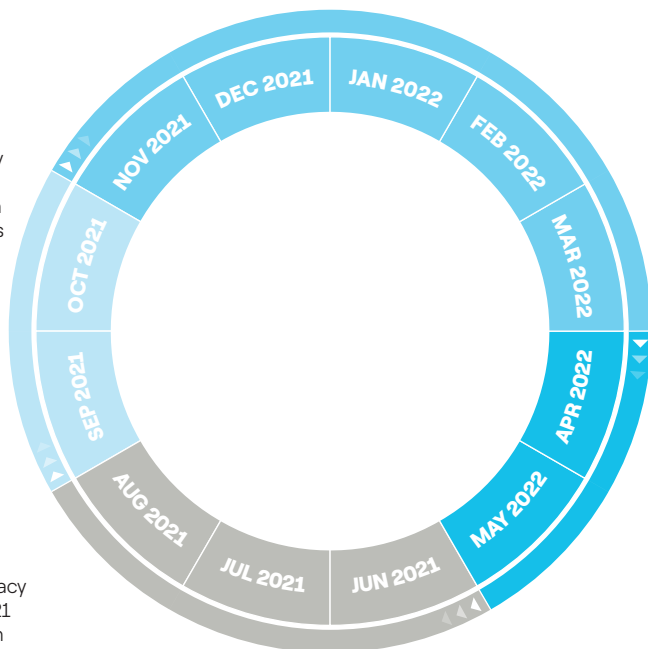 DEC 2021
JAN 2022
NOV 2021
FEB 2022
OCT 2021
MAR 2022
SEP 2021
APR 2022
AUG 2021
MAY 2022
JUL 2021
JUN 2021